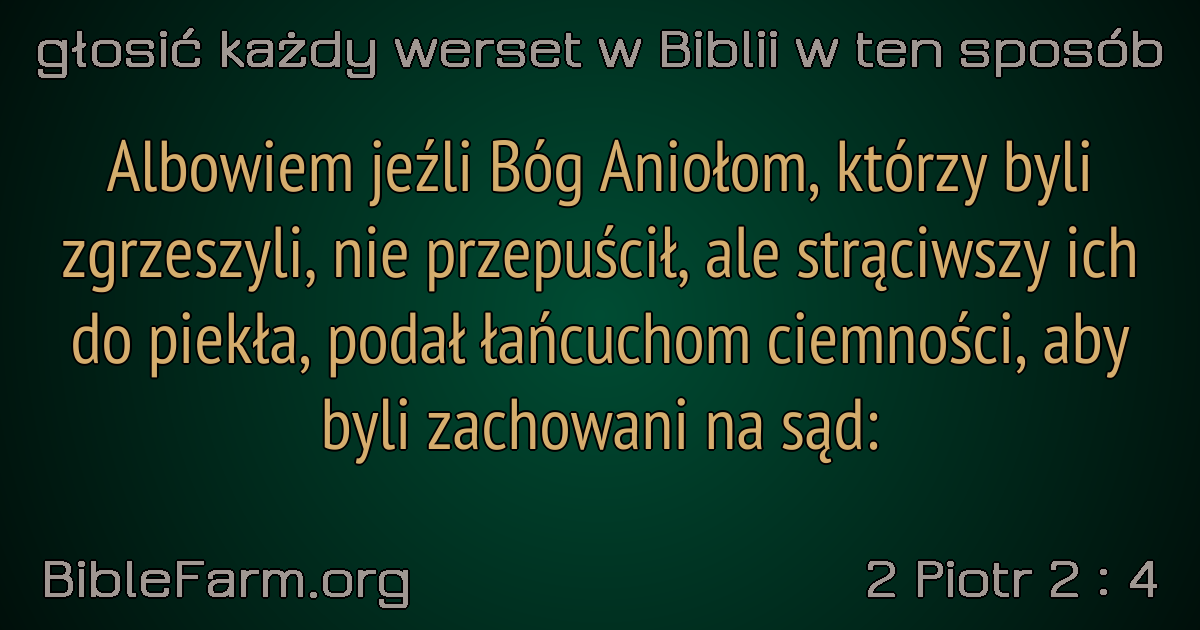 głosić każdy werset w Biblii w ten sposób
Albowiem jeźli Bóg Aniołom, którzy byli
zgrzeszyli, nie przepuścił, ale strąciwszy ich
do piekła, podał łańcuchom ciemności, aby
byli zachowani na sąd:
BibleFarm.org
2 Piotr 2 : 4